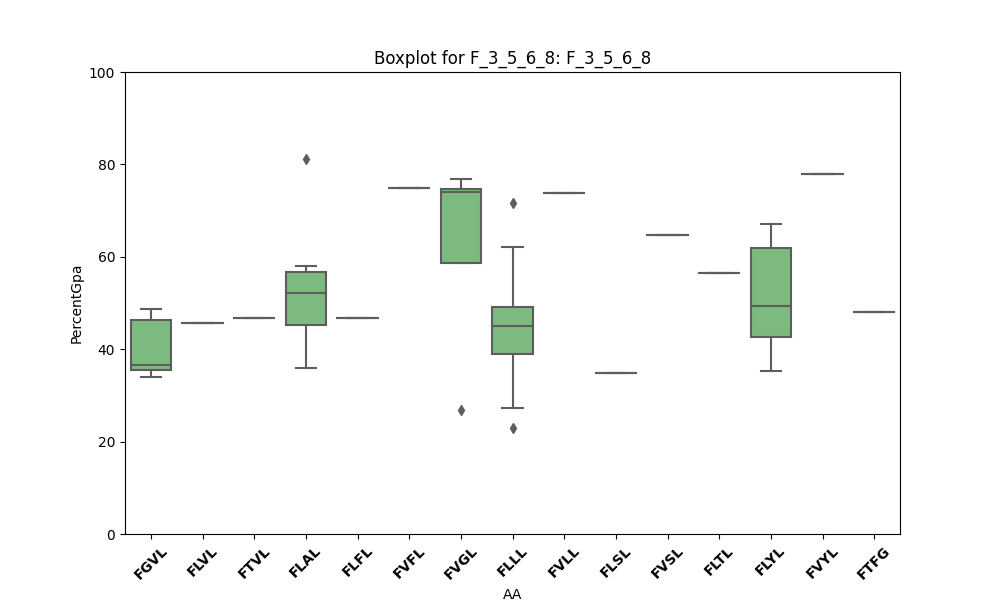 Boxplot for F_3_5_6_8: F_3_5_6_8
100
80
60
40
20
0
PercentGpa
FGVL
FLVL
FTVL
FLAL
FLFL
FVFL
FVGL
FLLL
FVLL
FLSL
FVSL
FLTL
FLYL
FVYL
FTFG
AA